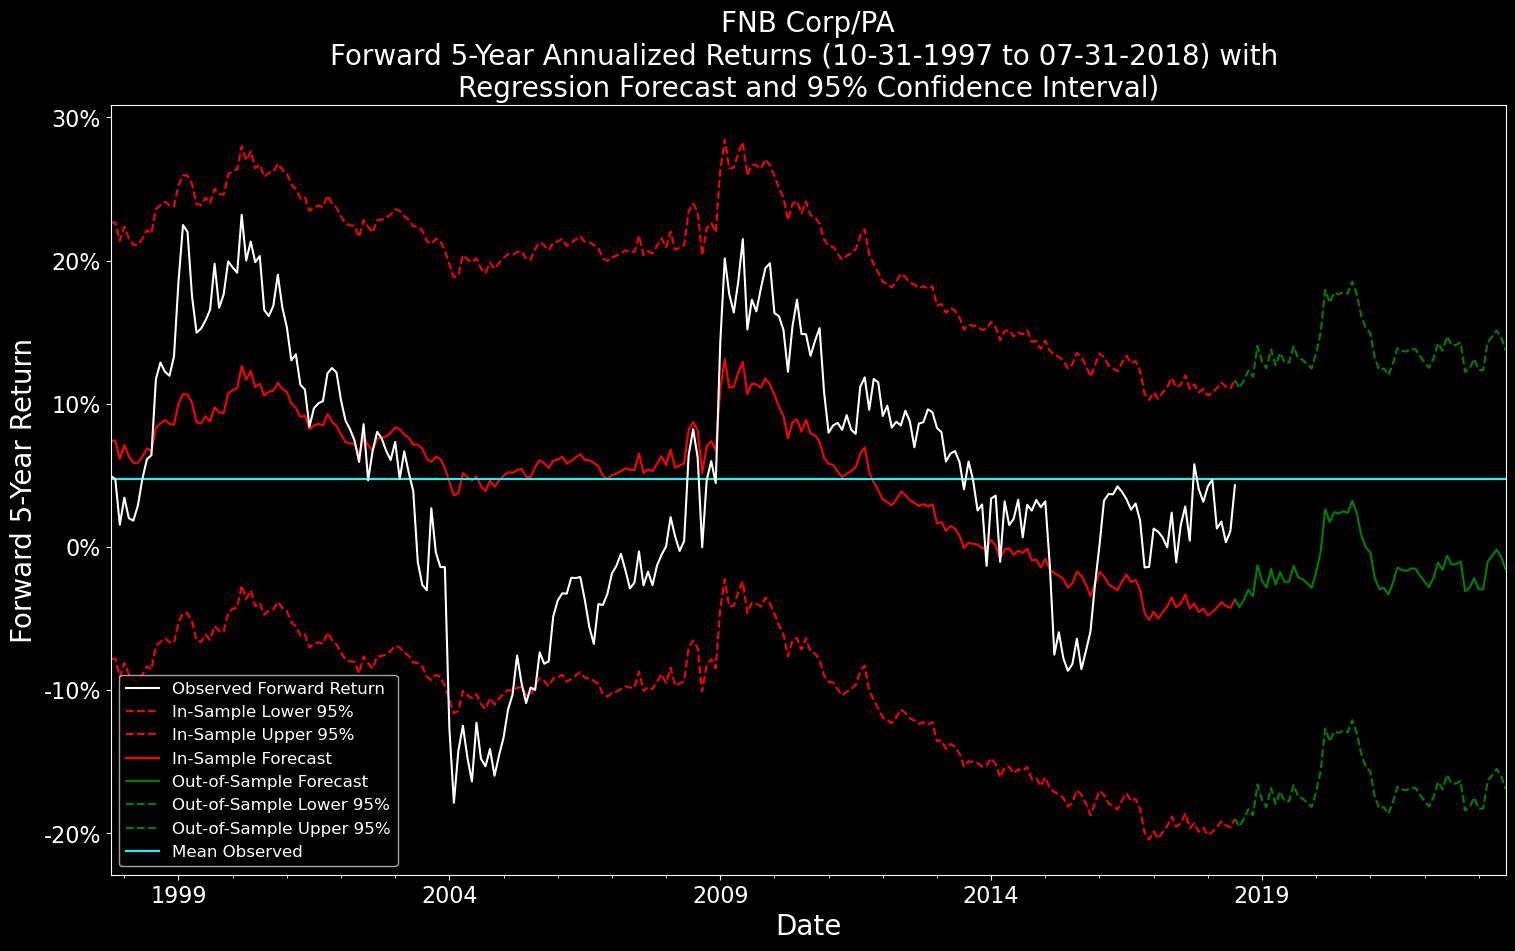 FNB Corp/PA
Forward 5-Year Annualized Returns (10-31-1997 to 07-31-2018) with
Regression Forecast and 95% Confidence Interval)
30%
20%
10%
0%
-10%
-20%
Forward 5-Year Return
Observed Forward Return
In-Sample Lower 95%
In-Sample Upper 95%
In-Sample Forecast
Out-of-Sample Forecast
Out-of-Sample Lower 95%
Out-of-Sample Upper 95%
Mean Observed
1999 2004 2009 2014 2019
Date